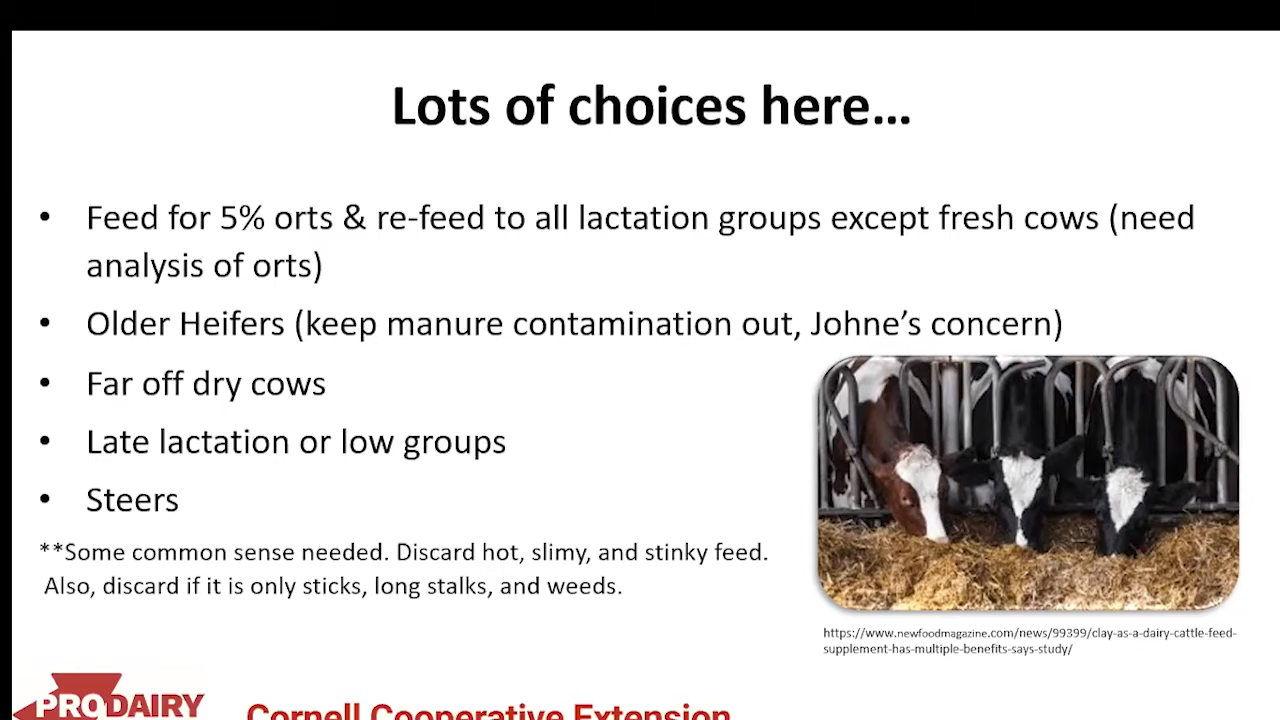 Lots of choices here…
• Feed for 5% orts & re-feed to all lactation groups except fresh cows (need
analysis of orts)
• Older Heifers (keep manure contamination out, Johne’s concern)
• Far off dry cows
• Late lactation or low groups
• Steers
**Some common sense needed. Discard hot, slimy, and stinky feed.
Also, discard if it is only sticks, long stalks, and weeds.
https://www.newfoodmagazine.com/news/99399/clay-as-a-dairy-cattle-feed-
supplement-has-multiple-benefits-says-study/
PRODAIRY
Cornell Cooperative Extension